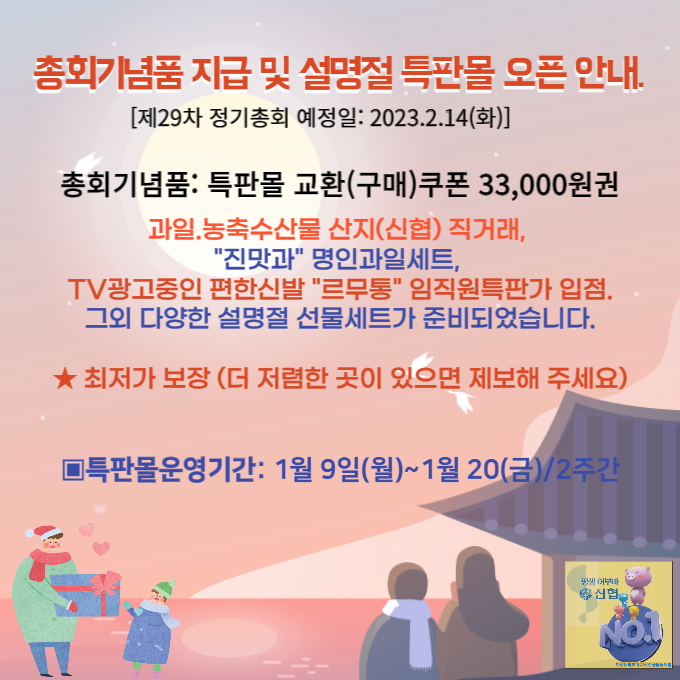 총회기념품 지급 및 설명절 특판몰 오픈 안내.
[제29차 정기총회 예정일: 2023.2.14(화)]
총회기념품: 특판몰 교환(구매)쿠폰 33,000원권
과일.농축수산물 산지(신협) 직거래,
"진맛과" 명인과일세트,
TV광고중인 편한신발 "르무통" 임직원특판가 입점.
그외 다양한 설명절 선물세트가 준비되었습니다.
★ 최저가 보장 (더 저렴한 곳이 있으면 제보해 주세요)
▣특판몰운영기간: 1월 9일(월)~1월 20(금)/2주간
평생 어부바
신협
NO.1